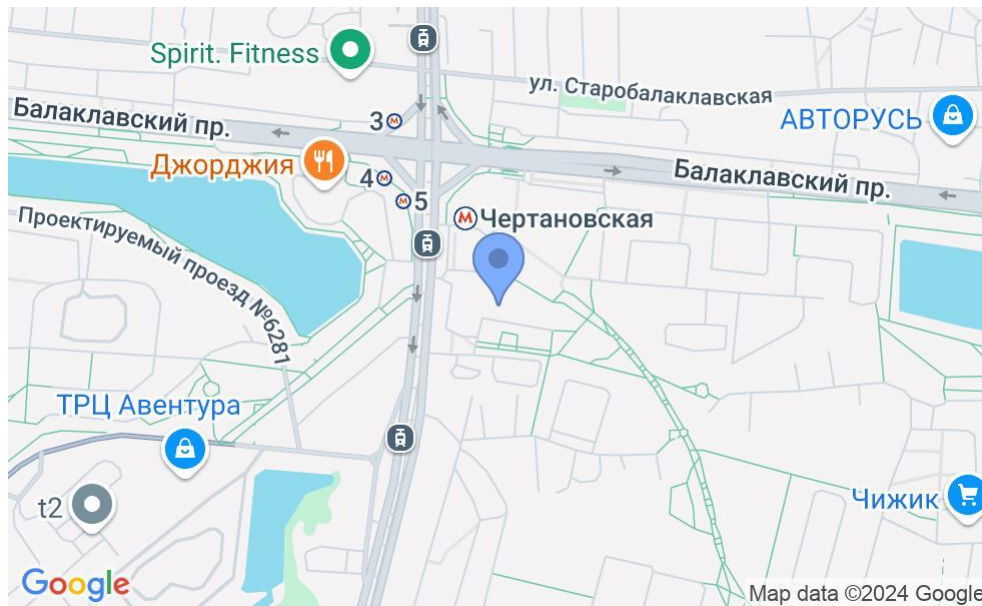 Spirit. Fitness
ул. Старобалаклавская
Балаклавский пр.
3
АВТОРУСЬ
Джорджия
4
Балаклавский пр.
5
Чертановская
Проектируемый проезд №6281
ТРЦ Авентура
t2
Чижик
Google
Map data ©2024 Google